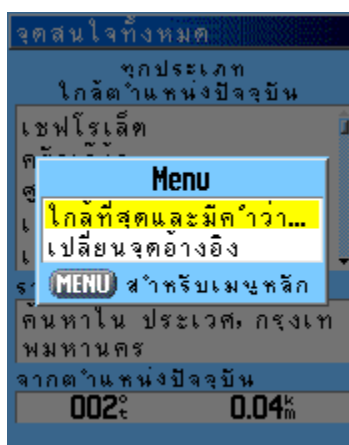 จุดสนใจทั้งหมด
ทุกประเภท
ใกล้ตำแหน่งปัจจุบัน
เชฟโรเล็ต
Menu
ใกล้ที่สุดและมีคำว่า...
เปลี่ยนจุดอ้างอิง
MENU สำหรับเมนูหลัก
ค้นหาใน ประเวศ, กรุงเท
พมหานคร
จากตำแหน่งปัจจุบัน
002°t 0.04km